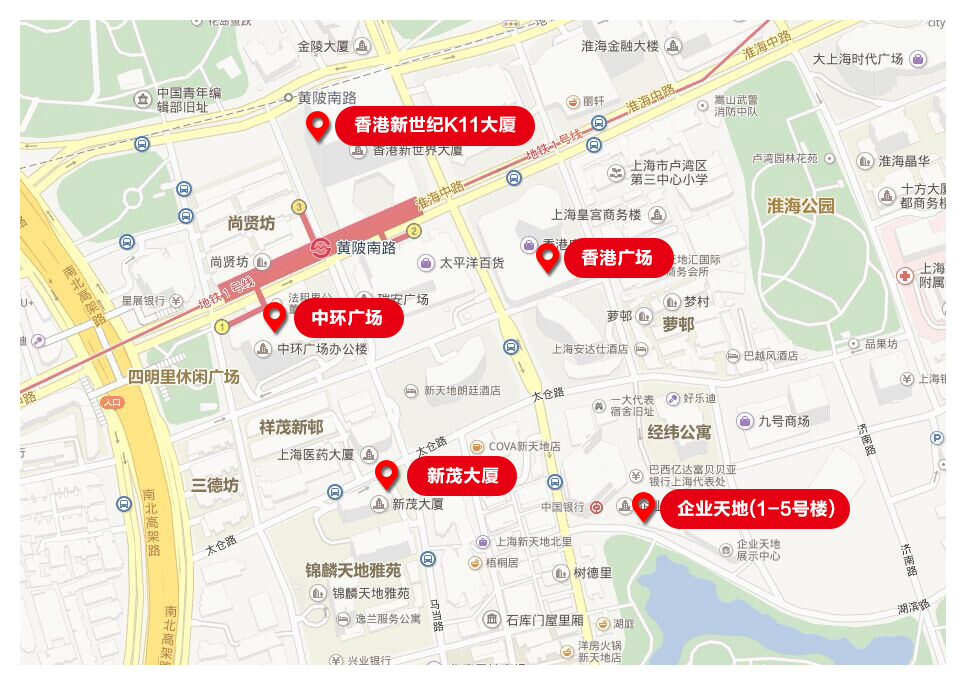 花岛鱼跃
金陵大厦
淮海金融大楼
淮海中路
city
大上海时代广场
中国青年编
辑部旧址
黄陂南路
丽轩
淮海中路
嵩山武警
消防中队
香港新世纪K11大厦
香港新世界大厦
地铁1号线
卢湾园林花苑
淮海晶华
上海市卢湾区
第三中心小学
淮海中路
十方大厦
都商务楼
尚贤坊
3
2
上海皇宫商务楼
淮海公园
黄陂南路
香港广场
尚贤坊
太平洋百货
天地汇国际
商务会所
上海
附属
南北高架路
星展银行
地铁1号线
瑞安广场
U+
梦村
中环广场
1
萝邨
萝邨
中环广场办公楼
上海安达仕酒店
巴越风酒店
品果坊
四明里休闲广场
新天地朗廷酒店
太仓路
上海银
入口
一大代表
宿舍旧址
好乐迪
九号商场
祥茂新邨
经纬公寓
济南路
P
上海医药大厦
太仓路
COVA新天地店
新茂大厦
巴西亿达富贝贝亚
银行上海代表处
三德坊
新茂大厦
中国银行
企业天地(1-5号楼)
南北高架路
太仓路
上海新天地北里
企业天地
展示中心
济南路
锦麟天地雅苑
梧桐居
树德里
锦麟天地雅苑
马当路
湖滨路
南北高架路
逸兰服务公寓
石库门屋里厢
湖庭
洋房火锅
新天地店
兴业银行